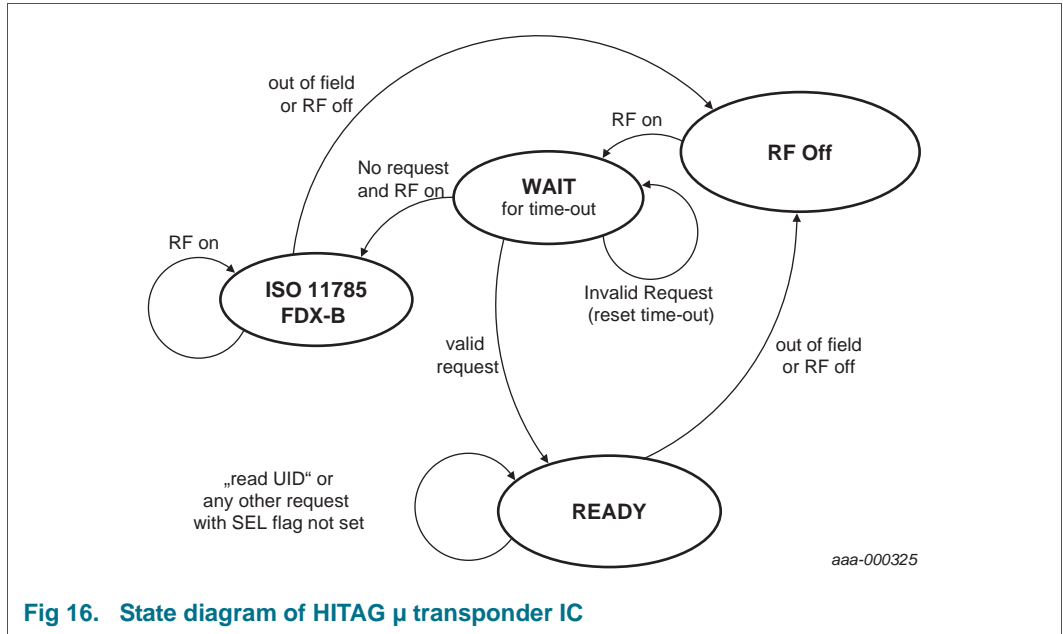 out of field
or RF off
RF on
RF Off
No request
and RF on
WAIT
for time-out
RF on
ISO 11785
FDX-B
Invalid Request
(reset time-out)
valid
request
out of field
or RF off
„read UID“ or
any other request
with SEL flag not set
READY
aaa-000325
Fig 16. State diagram of HITAG µ transponder IC